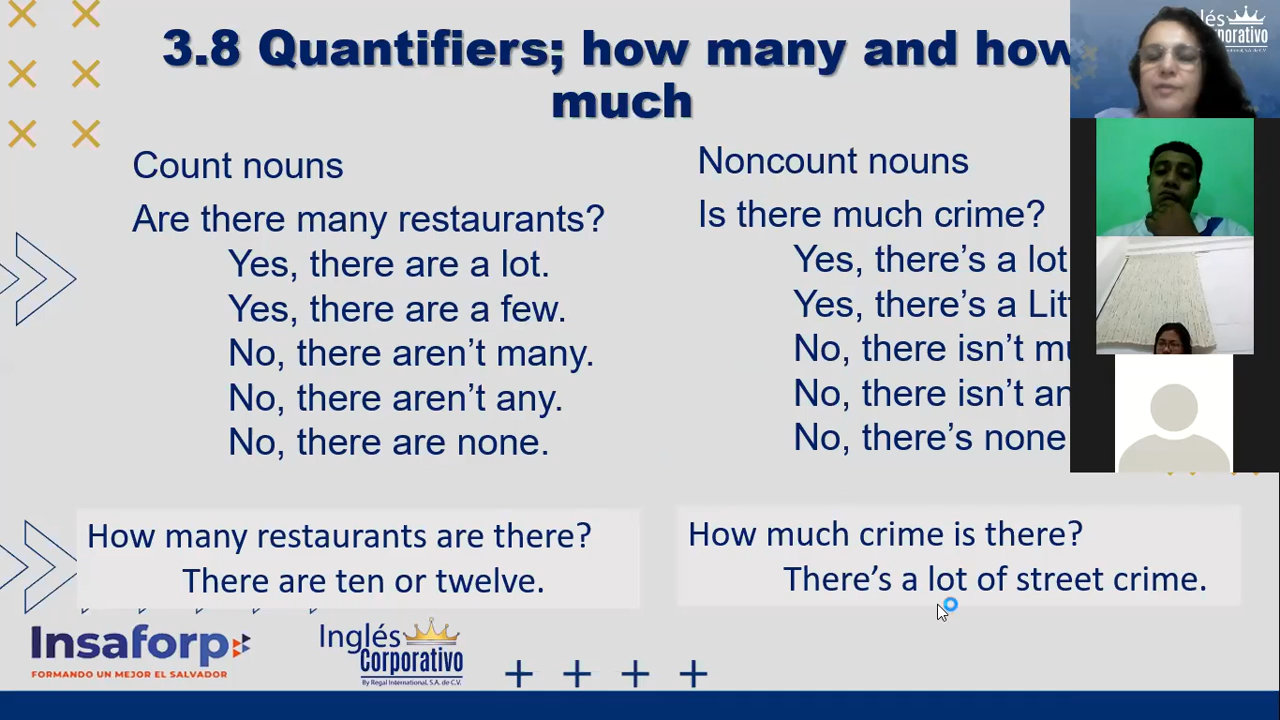 3.8 Quantifiers; how many and how
much
Count nouns
Are there many restaurants?
Yes, there are a lot.
Yes, there are a few.
No, there aren’t many.
No, there aren’t any.
No, there are none.
Noncount nouns
Is there much crime?
Yes, there’s a lot
Yes, there’s a
No, there isn’t
No, there isn’t
No, there’s none
How many restaurants are there?
There are ten or twelve.
How much crime is there?
There’s a lot of street crime.
Insaforp
FORMANDO UN MEJOR EL SALVADOR
Inglés
Corporativo
By Regal International, S.A. de C.V.